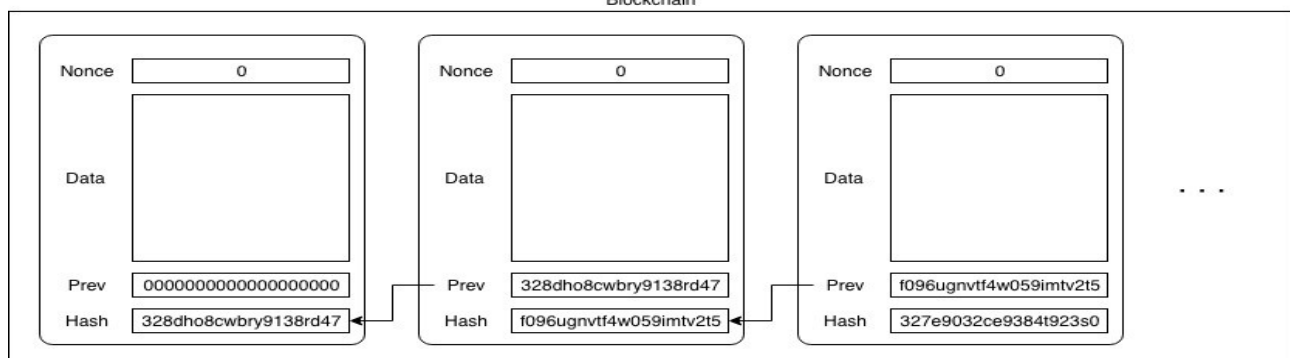 Blockchain
Nonce 0
Data
Prev 0000000000000000000
Hash 328dho8cwbry9138rd47
Nonce 0
Data
Prev 328dho8cwbry9138rd47
Hash f096ugnvtf4w059imtv2t5
Nonce 0
Data
Prev f096ugnvtf4w059imtv2t5
Hash 327e9032ce9384t923s0
. . .